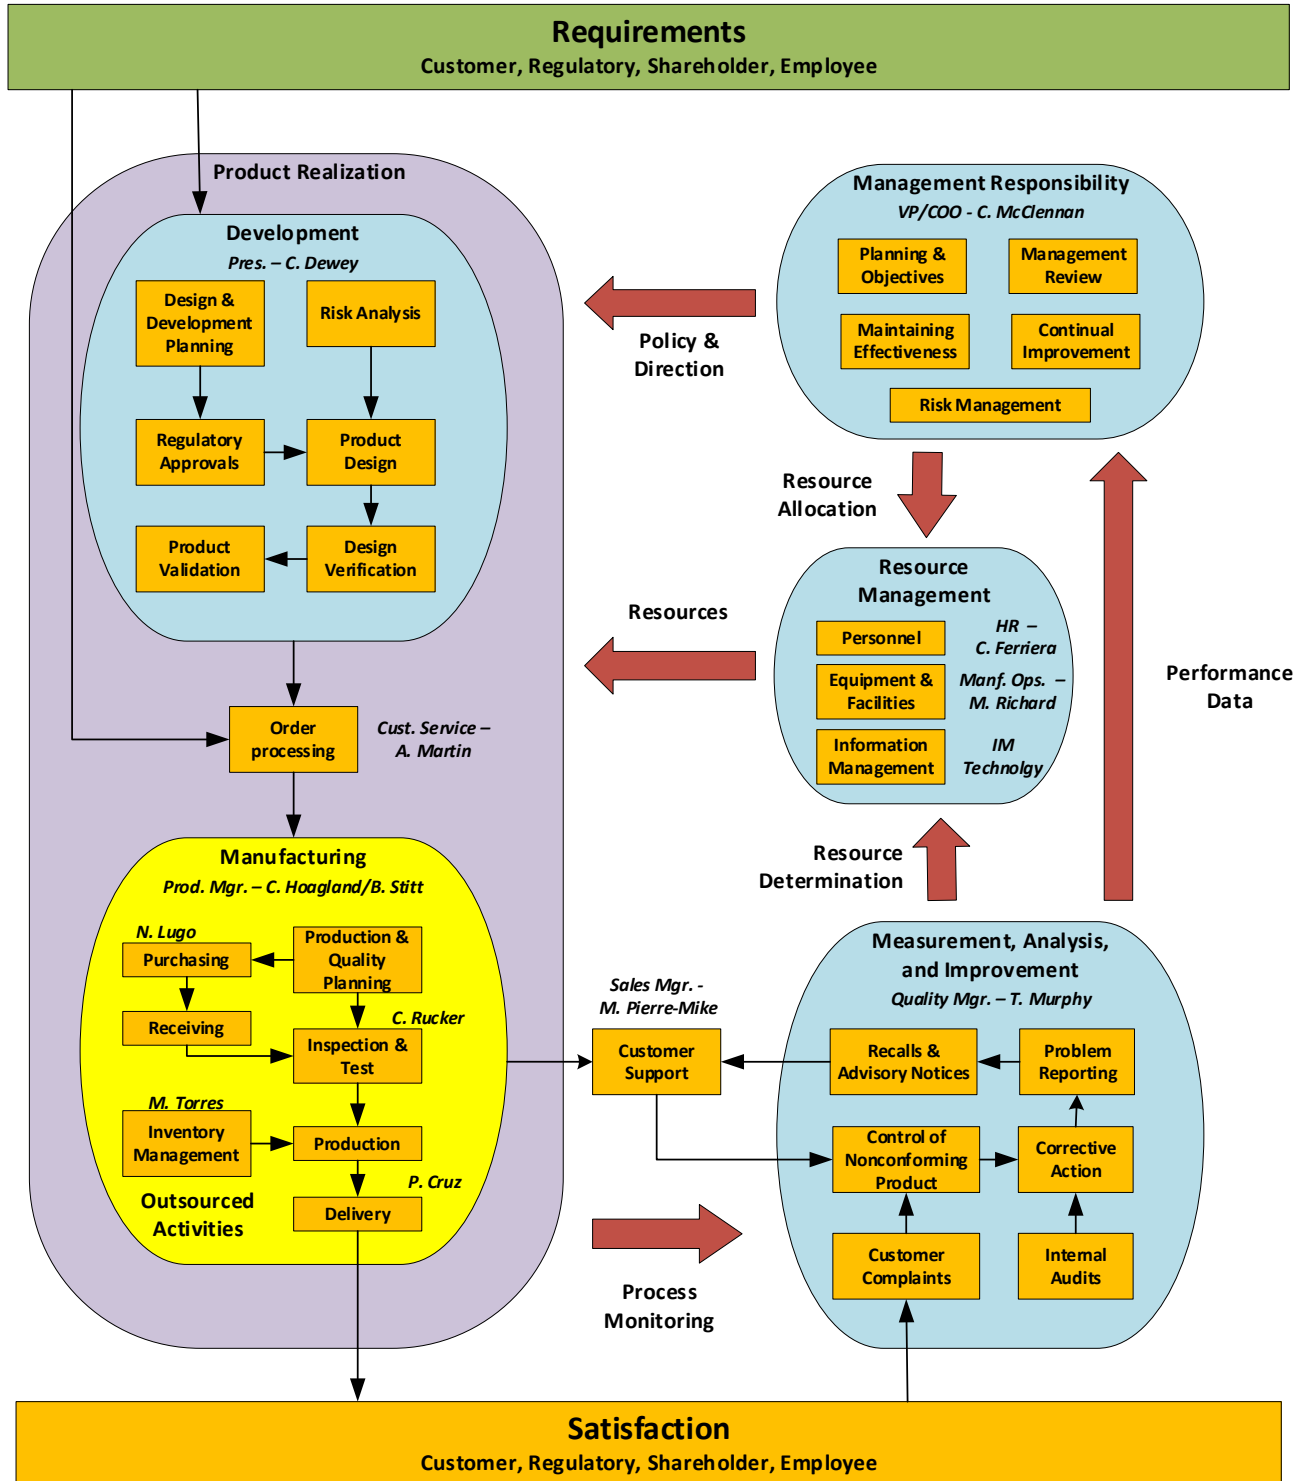 Requirements
Customer, Regulatory, Shareholder, Employee
Product Realization
Development
Pres. – C. Dewey
Design &
Development
Planning
Risk Analysis
Regulatory
Approvals
Product
Design
Product
Validation
Design
Verification
Order
processing
Cust. Service –
A. Martin
Manufacturing
Prod. Mgr. – C. Hoagland/B. Stitt
N. Lugo
Purchasing
Production &
Quality
Planning
Receiving
C. Rucker
Inspection &
Test
M. Torres
Inventory
Management
Production
P. Cruz
Outsourced
Activities
Delivery
Management Responsibility
VP/COO - C. McClennan
Planning &
Objectives
Management
Review
Maintaining
Effectiveness
Continual
Improvement
Risk Management
Policy &
Direction
Resource
Allocation
Resource
Management
Personnel
HR –
C. Ferriera
Equipment &
Facilities
Manf. Ops. –
M. Richard
Information
Management
IM
Technolgy
Resources
Performance
Data
Resource
Determination
Measurement, Analysis,
and Improvement
Quality Mgr. – T. Murphy
Sales Mgr. -
M. Pierre-Mike
Customer
Support
Recalls &
Advisory Notices
Problem
Reporting
Control of
Nonconforming
Product
Corrective
Action
Customer
Complaints
Internal
Audits
Process
Monitoring
Satisfaction
Customer, Regulatory, Shareholder, Employee